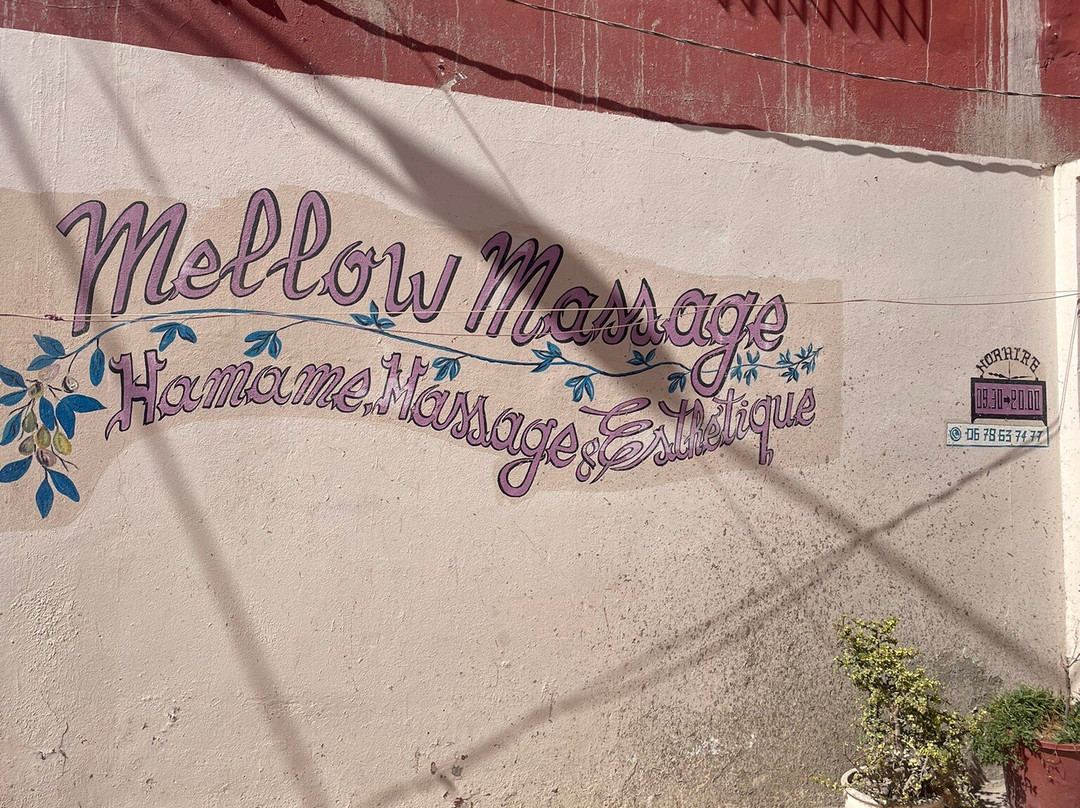 Mellow Massage
Hamame, Massage & Esthétique
HORAIRE
09.30 - 20.00
06 78 63 74 77